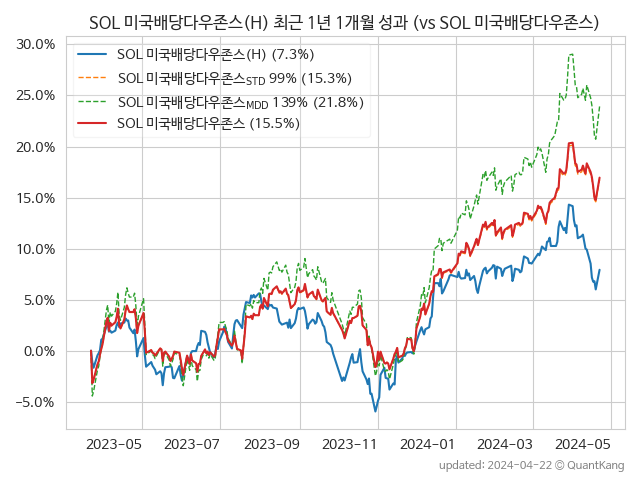 SOL 미국배당다우존스(H) 최근 1년 1개월 성과 (vs SOL 미국배당다우존스)
30.0%
25.0%
20.0%
15.0%
10.0%
5.0%
0.0%
−5.0%
SOL 미국배당다우존스(H) (7.3%)
SOL 미국배당다우존스STD 99% (15.3%)
SOL 미국배당다우존스MDD 139% (21.8%)
SOL 미국배당다우존스 (15.5%)
2023-05 2023-07 2023-09 2023-11 2024-01 2024-03 2024-05
updated: 2024-04-22 ⓒ QuantKang